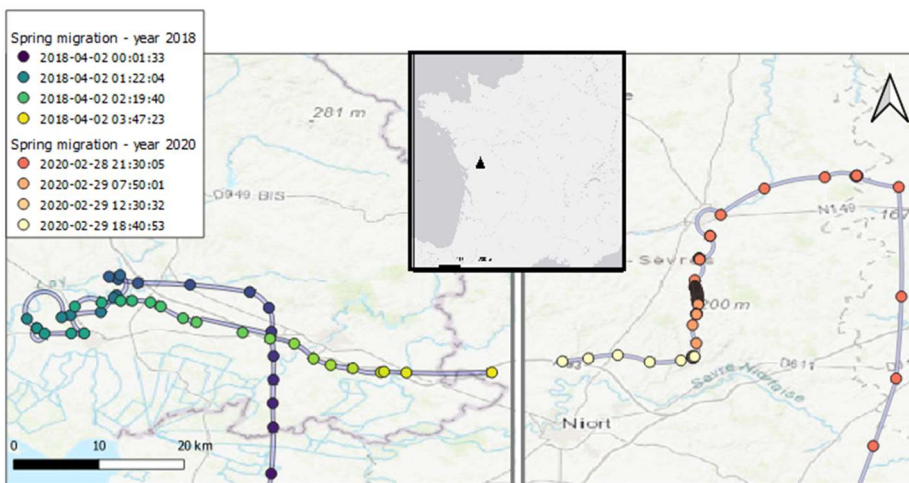 Spring migration - year 2018
2018-04-02 00:01:33
2018-04-02 01:22:04
2018-04-02 02:19:40
2018-04-02 03:47:23
Spring migration - year 2020
2020-02-28 21:30:05
2020-02-29 07:50:01
2020-02-29 12:30:32
2020-02-29 18:40:53
281 m
D949 BIS
N149
167
Sèvres
200 m
D611
Sèvre Niortaise
Niort
0 10 20 km